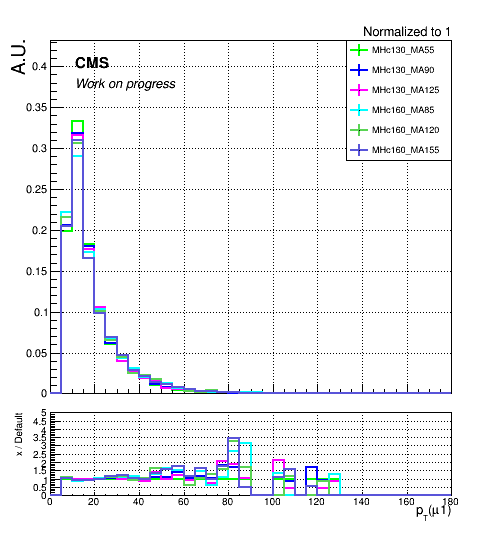 Normalized to 1
A.U.
CMS
Work on progress
MHc130_MA55
MHc130_MA90
MHc130_MA125
MHc160_MA85
MHc160_MA120
MHc160_MA155
0.4
0.35
0.3
0.25
0.2
0.15
0.1
0.05
0
x / Default
5
4.5
4
3.5
3
2.5
2
1.5
1
0.5
0
0 20 40 60 80 100 120 140 160 180
p_T(μ1)